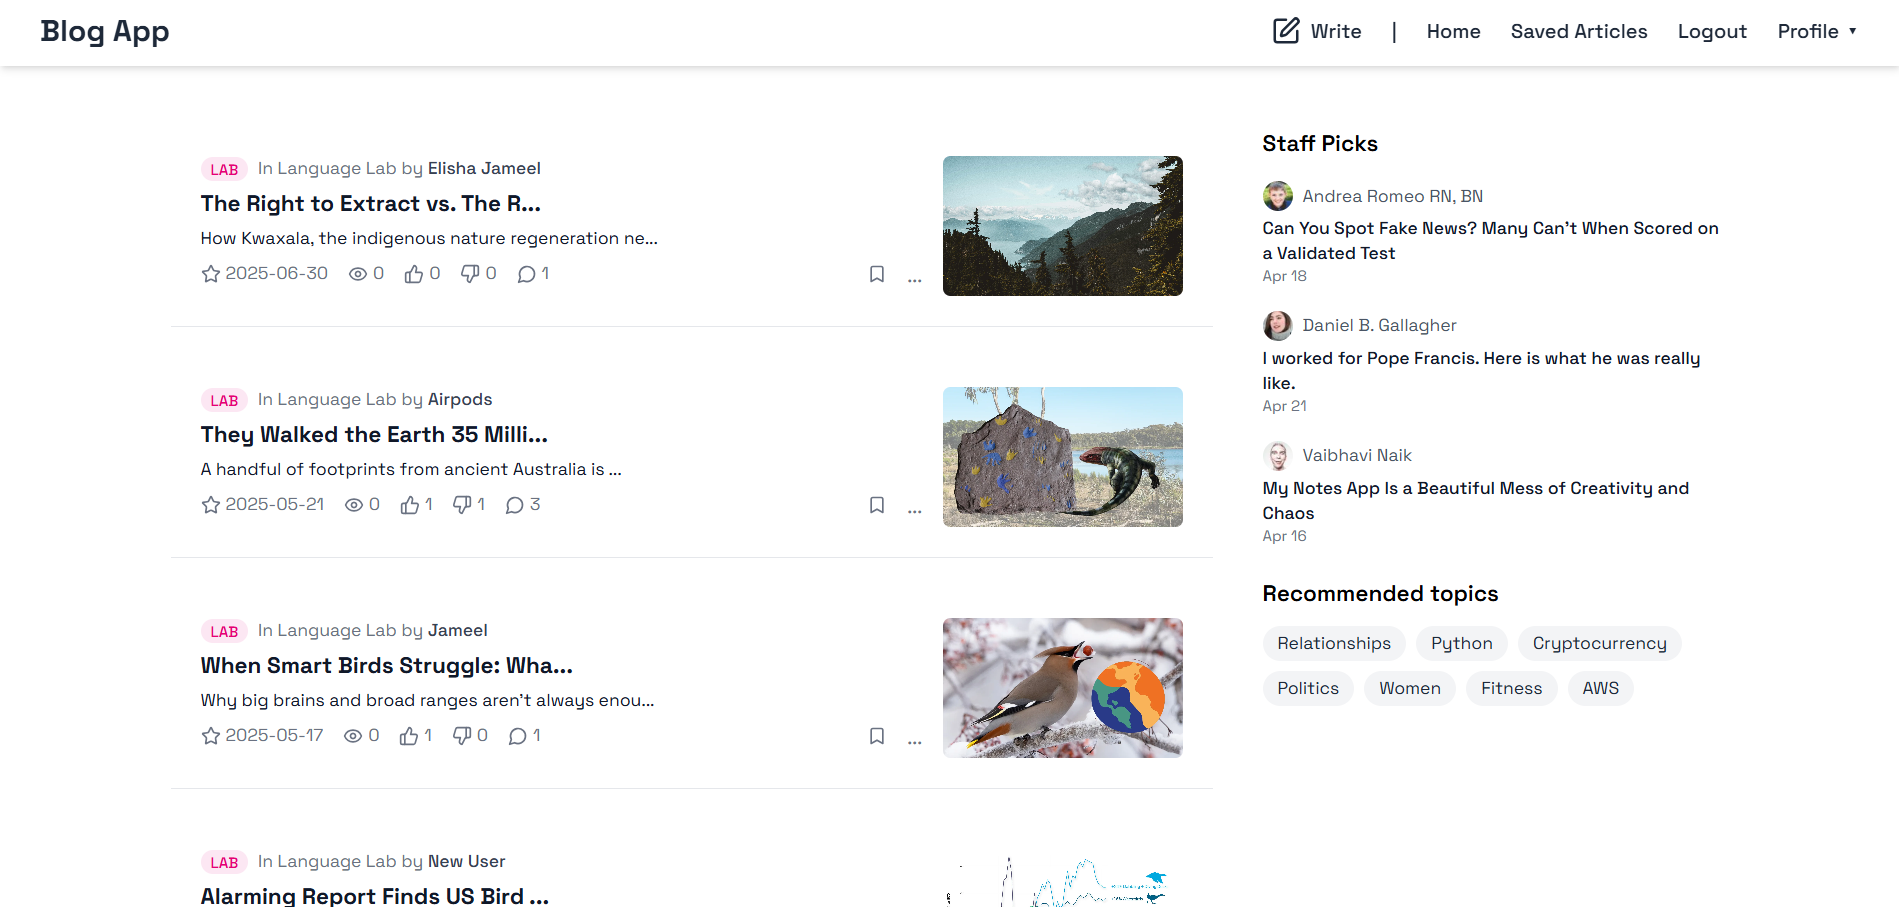 Blog App
Write | Home Saved Articles Logout Profile ▼
LAB In Language Lab by Elisha Jameel
The Right to Extract vs. The R...
How Kwaxala, the indigenous nature regeneration ne...
2025-06-30 0 0 0 1
...
LAB In Language Lab by Airpods
They Walked the Earth 35 Milli...
A handful of footprints from ancient Australia is ...
2025-05-21 0 1 1 3
...
LAB In Language Lab by Jameel
When Smart Birds Struggle: Wha...
Why big brains and broad ranges aren’t always enou...
2025-05-17 0 1 0 1
...
LAB In Language Lab by New User
Alarming Report Finds US Bird ...
Staff Picks
Andrea Romeo RN, BN
Can You Spot Fake News? Many Can’t When Scored on
a Validated Test
Apr 18
Daniel B. Gallagher
I worked for Pope Francis. Here is what he was really
like.
Apr 21
Vaibhavi Naik
My Notes App Is a Beautiful Mess of Creativity and
Chaos
Apr 16
Recommended topics
Relationships Python Cryptocurrency
Politics Women Fitness AWS